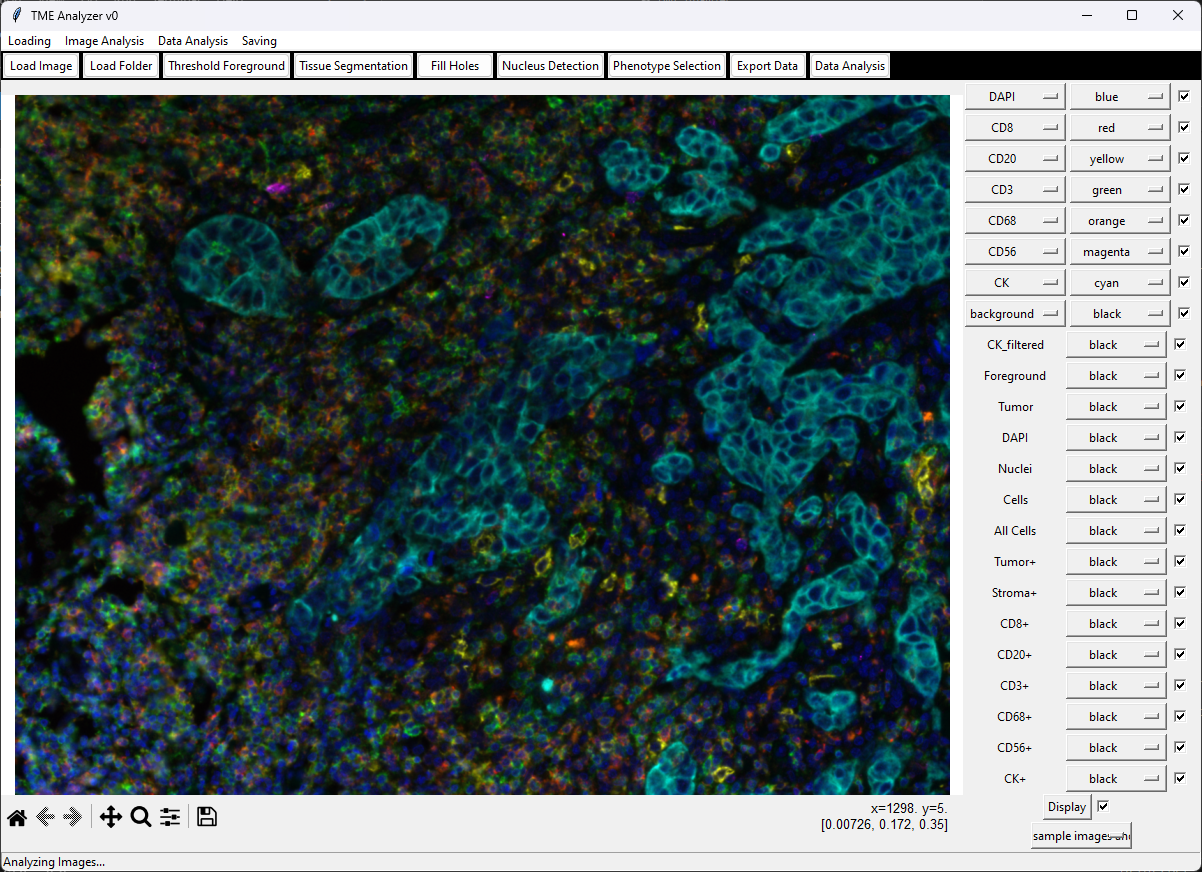 TME Analyzer v0
Loading Image Analysis Data Analysis Saving
Load Image Load Folder Threshold Foreground Tissue Segmentation Fill Holes Nucleus Detection Phenotype Selection Export Data Data Analysis
DAPI blue
CD8 red
CD20 yellow
CD3 green
CD68 orange
CD56 magenta
CK cyan
background black
CK_filtered black
Foreground black
Tumor black
DAPI black
Nuclei black
Cells black
All Cells black
Tumor+ black
Stroma+ black
CD8+ black
CD20+ black
CD3+ black
CD68+ black
CD56+ black
CK+ black
x=1298. y=5.
[0.00726, 0.172, 0.35]
Display
sample images
Analyzing Images...